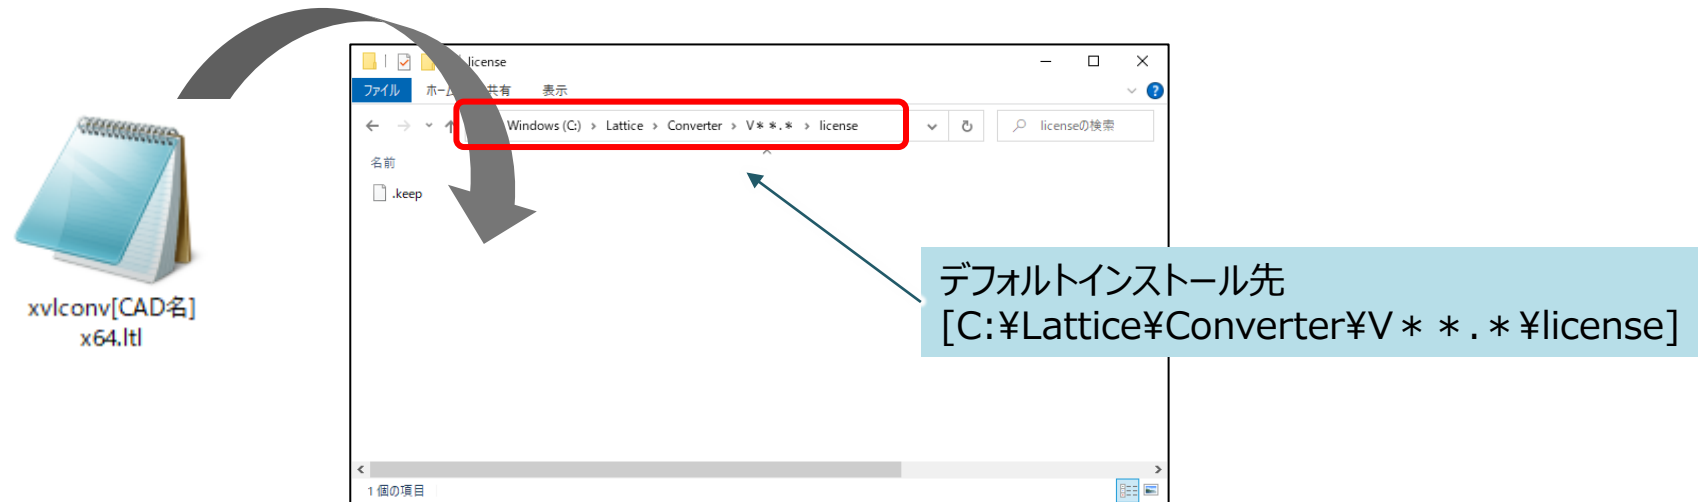 license
ファイル ホーム 共有 表示
Windows (C:) › Lattice › Converter › V＊＊.＊ › license
licenseの検索
名前
.keep
xvlconv[CAD名]
x64.ltl
デフォルトインストール先
[C:¥Lattice¥Converter¥V＊＊.＊¥license]
1 個の項目